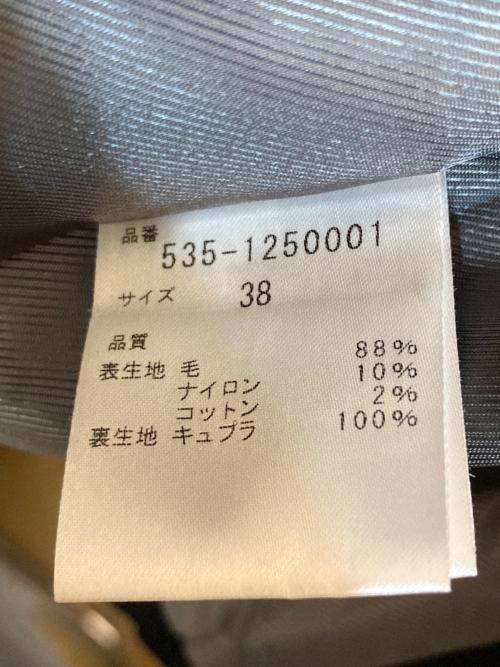 品番 535-1250001
サイズ 38
品質
表生地 毛 88%
ナイロン 10%
コットン 2%
裏生地 キュプラ 100%